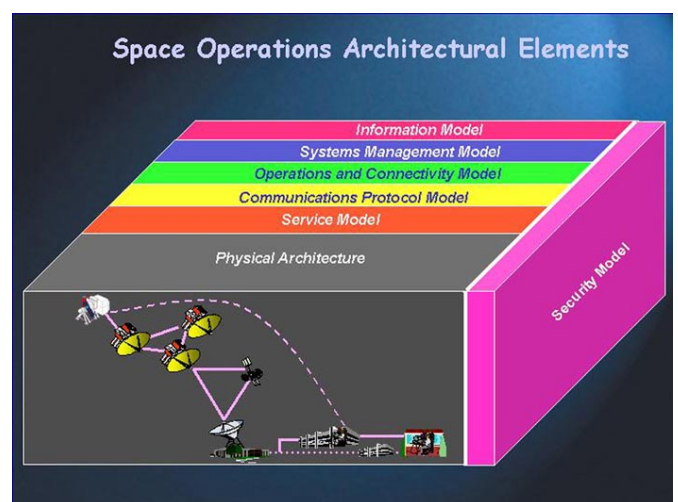 Space Operations Architectural Elements
Information Model
Systems Management Model
Operations and Connectivity Model
Communications Protocol Model
Service Model
Physical Architecture
Security Model